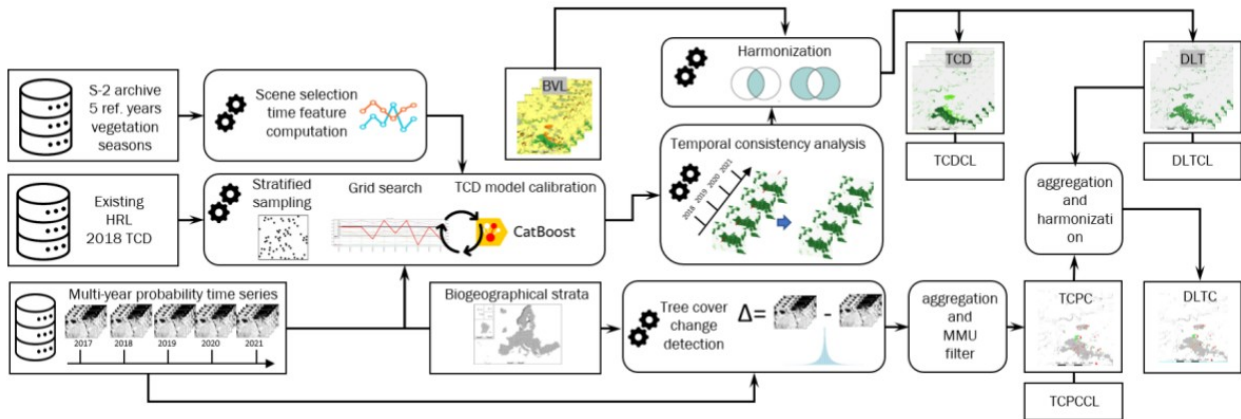 S-2 archive
5 ref. years
vegetation
seasons
Scene selection
time feature
computation
BVL
Harmonization
TCD
TCDCL
DLT
DLTCL
Existing
HRL
2018 TCD
Stratified
sampling
Grid search
TCD model calibration
CatBoost
Temporal consistency analysis
2018
2019
2020
2021
aggregation
and
harmonizati
on
Multi-year probability time series
2017
2018
2019
2020
2021
Biogeographical strata
Tree cover
change
detection
Δ=
-
aggregation
and
MMU
filter
TCPC
TCPCCL
DLTC